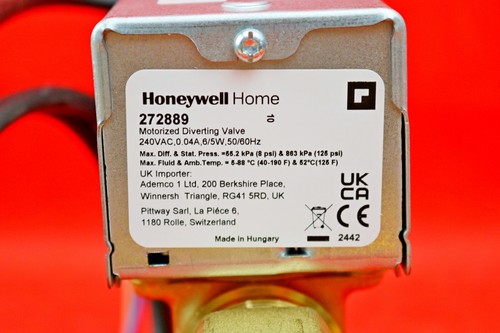 Honeywell Home
272889 10
Motorized Diverting Valve
240VAC,0.04A,6/5W,50/60Hz
Max. Diff. & Stat. Press. =55.2 kPa (8 psi) & 863 kPa (125 psi)
Max. Fluid & Amb.Temp. = 5-88 °C (40-190 F) & 52°C(125 F)
UK Importer:
Ademco 1 Ltd, 200 Berkshire Place,
Winnersh Triangle, RG41 5RD, UK
UK
CA
Pittway Sarl, La Piéce 6,
1180 Rolle, Switzerland
CE
Made in Hungary
2442